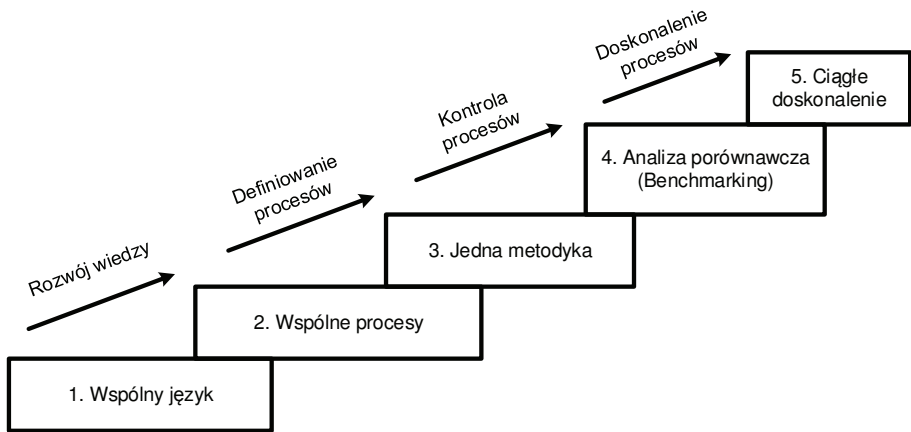 Doskonalenie
procesów
5. Ciągłe
doskonalenie
Kontrola
procesów
4. Analiza porównawcza
(Benchmarking)
Definiowanie
procesów
3. Jedna metodyka
Rozwój wiedzy
2. Wspólne procesy
1. Wspólny język